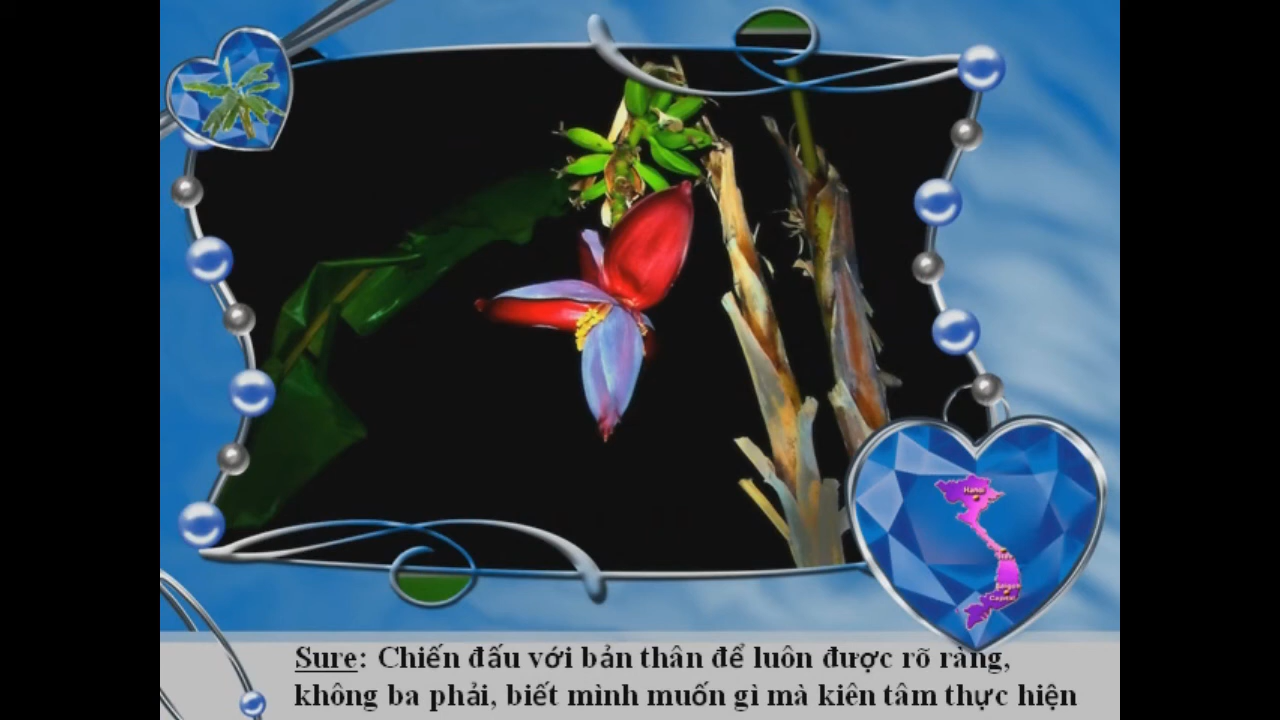 Hanoi
Sure: Chiến đấu với bản thân để luôn được rõ ràng,
không ba phải, biết mình muốn gì mà kiên tâm thực hiện